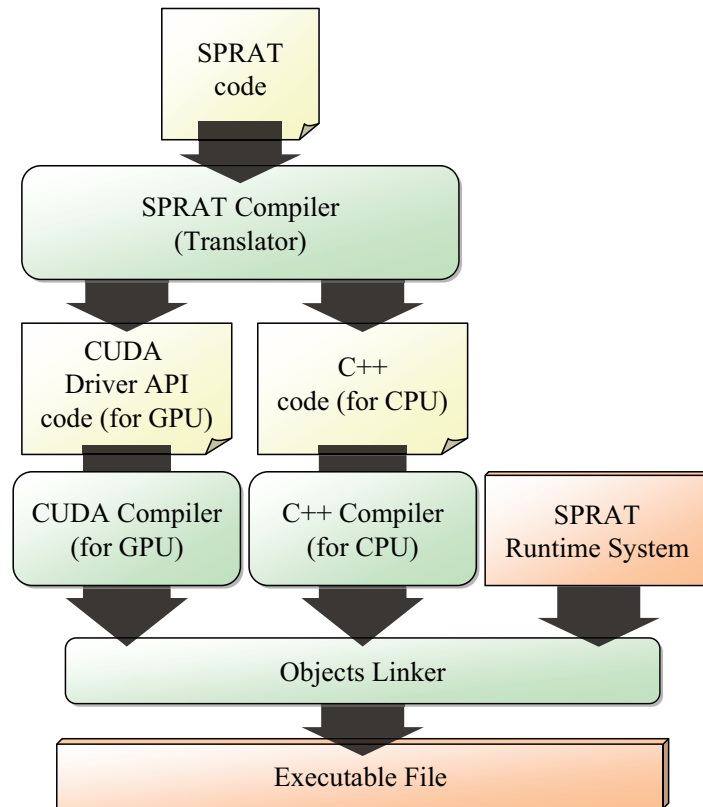 SPRAT
code
SPRAT Compiler
(Translator)
CUDA
Driver API
code (for GPU)
C++
code (for CPU)
CUDA Compiler
(for GPU)
C++ Compiler
(for CPU)
SPRAT
Runtime System
Objects Linker
Executable File